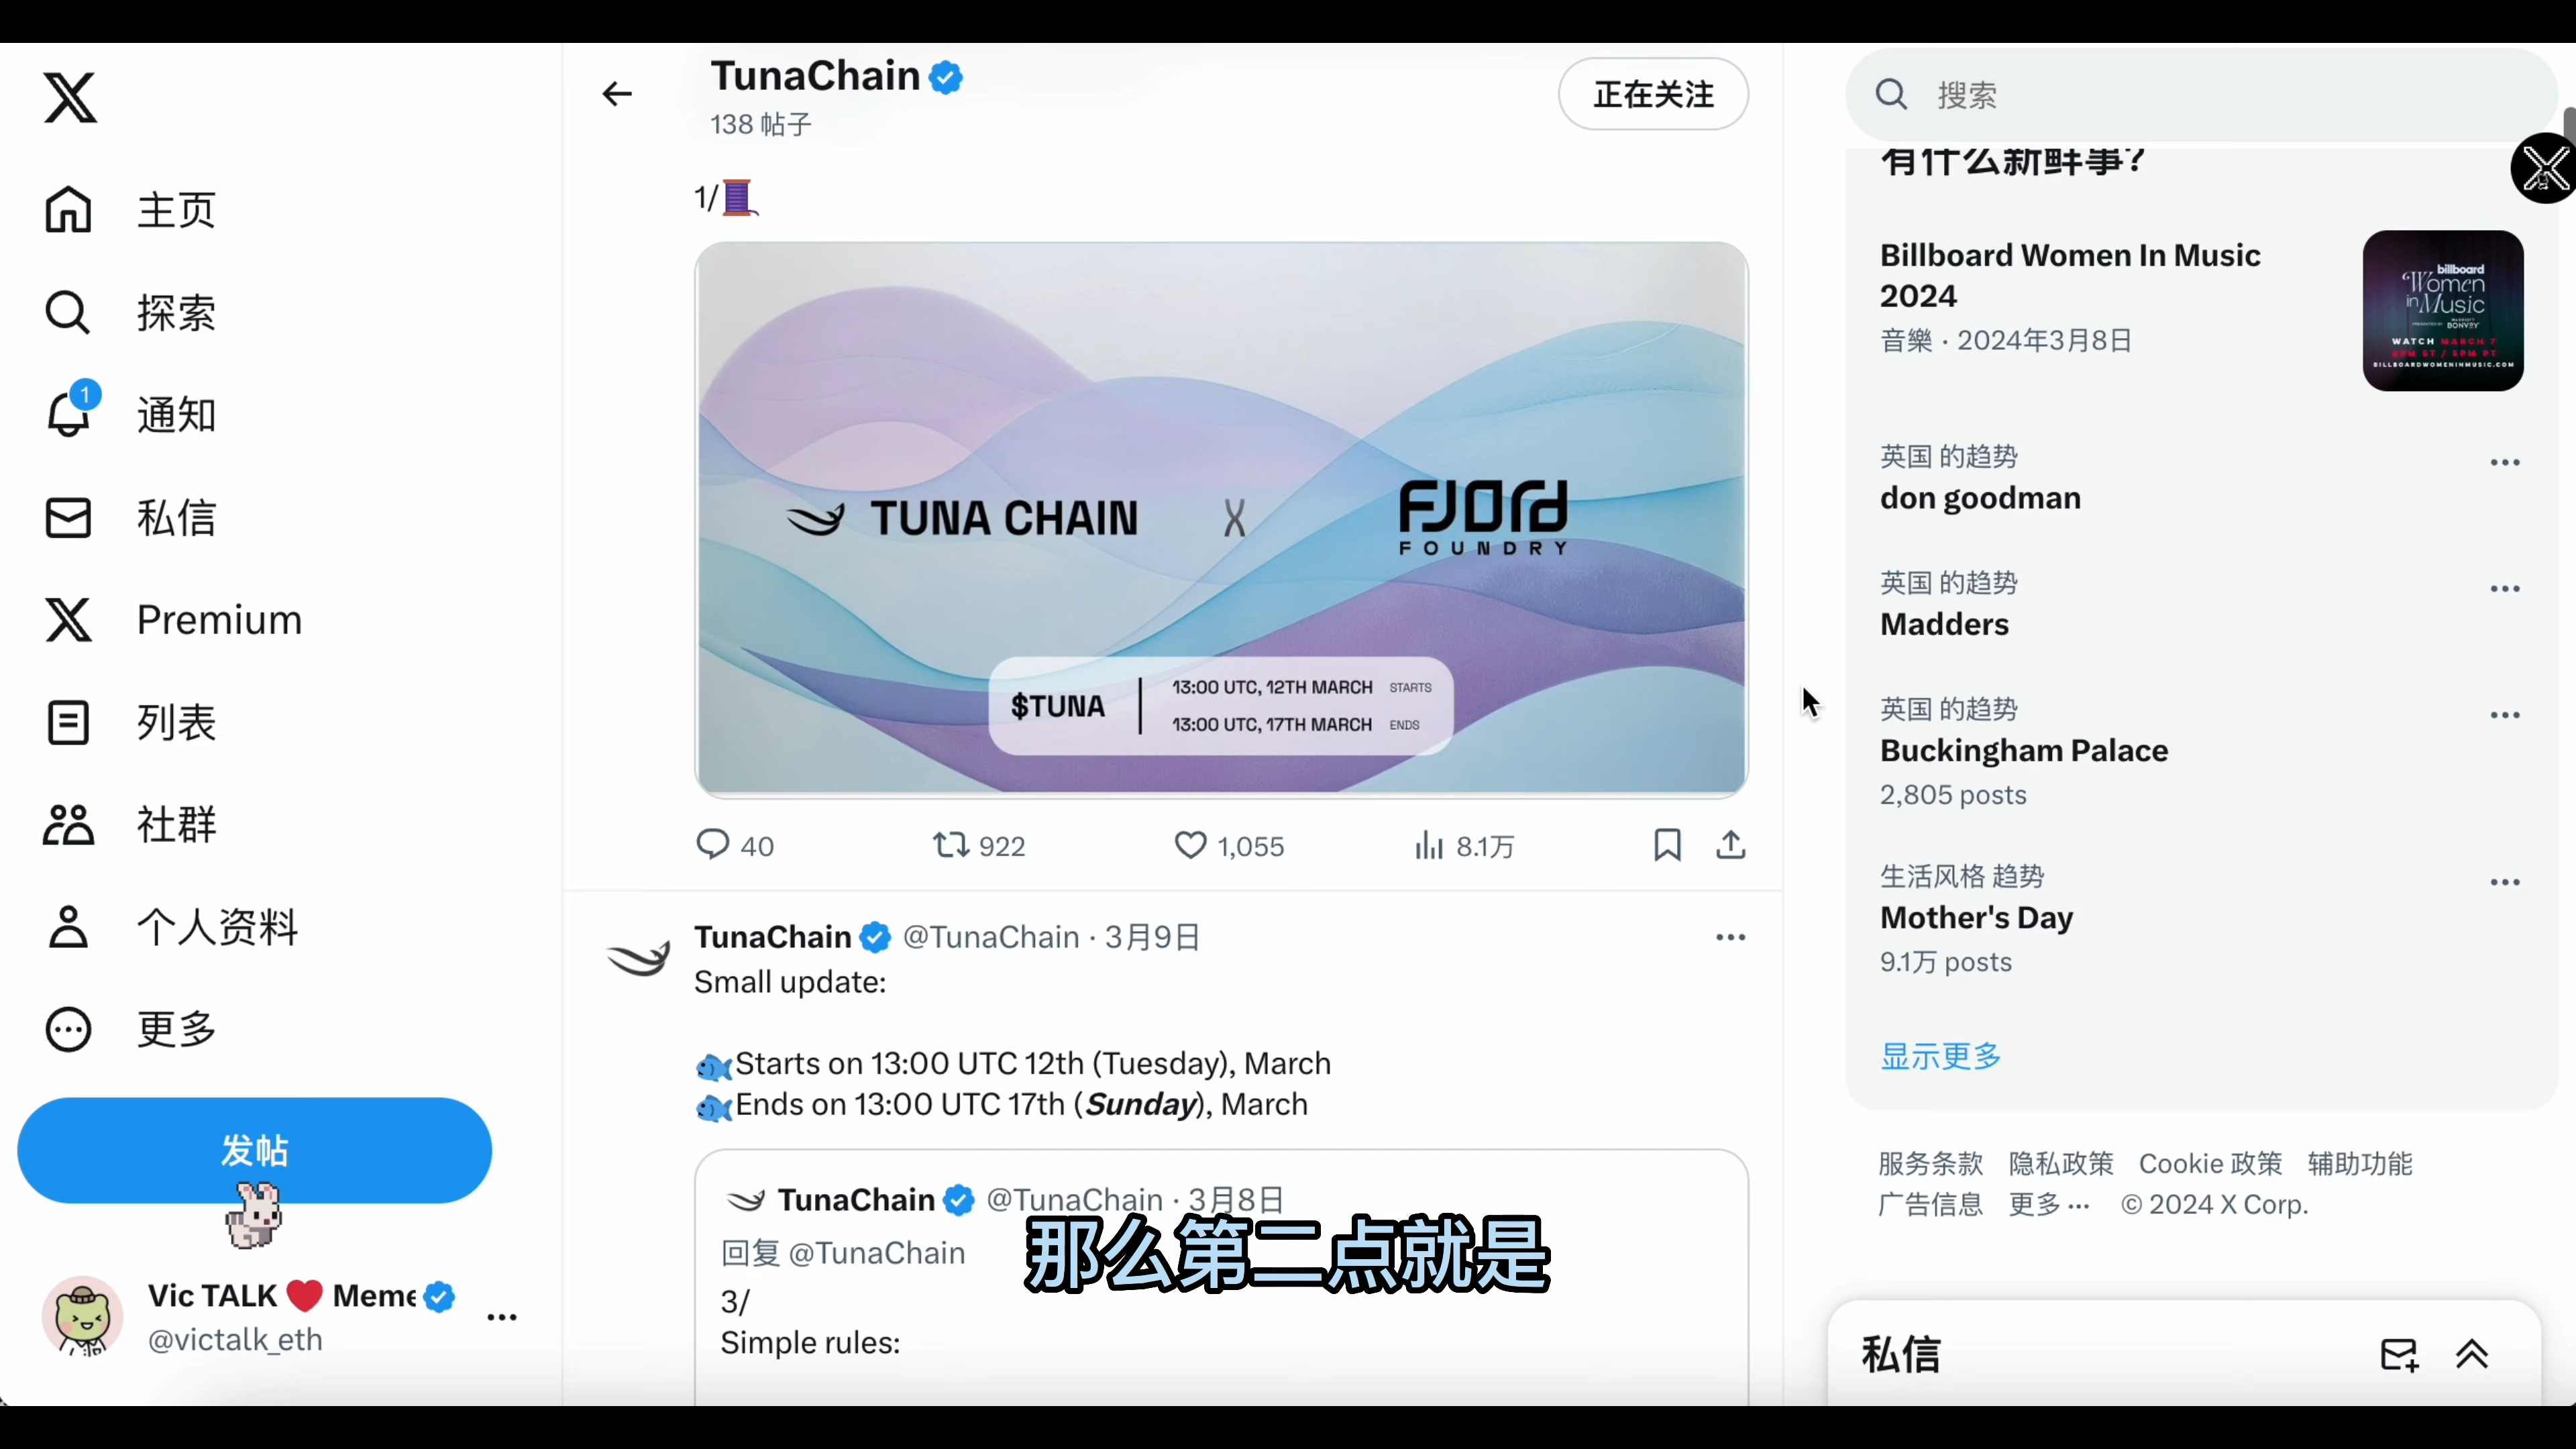 TunaChain
138 帖子
正在关注
搜索
主页
探索
1
通知
私信
Premium
列表
社群
个人资料
更多
发帖
Vic TALK ❤️ Meme
@victalk_eth
1/🧵
TUNA CHAIN X FJORD
FOUNDRY
$TUNA
13:00 UTC, 12TH MARCH STARTS
13:00 UTC, 17TH MARCH ENDS
40 922 1,055 8.1万
TunaChain @TunaChain · 3月9日
Small update:
🐟Starts on 13:00 UTC 12th (Tuesday), March
🐟Ends on 13:00 UTC 17th (Sunday), March
TunaChain @TunaChain · 3月8日
回复 @TunaChain
3/
Simple rules:
那么第二点就是
有什么新鲜事？
Billboard Women In Music
2024
音樂 · 2024年3月8日
billboard
Women
in Music
WATCH MARCH 7
BILLBOARDWOMENINMUSIC.COM
英国 的趋势
don goodman
英国 的趋势
Madders
英国 的趋势
Buckingham Palace
2,805 posts
生活风格 趋势
Mother's Day
9.1万 posts
显示更多
服务条款 隐私政策 Cookie 政策 辅助功能
广告信息 更多 ··· © 2024 X Corp.
私信